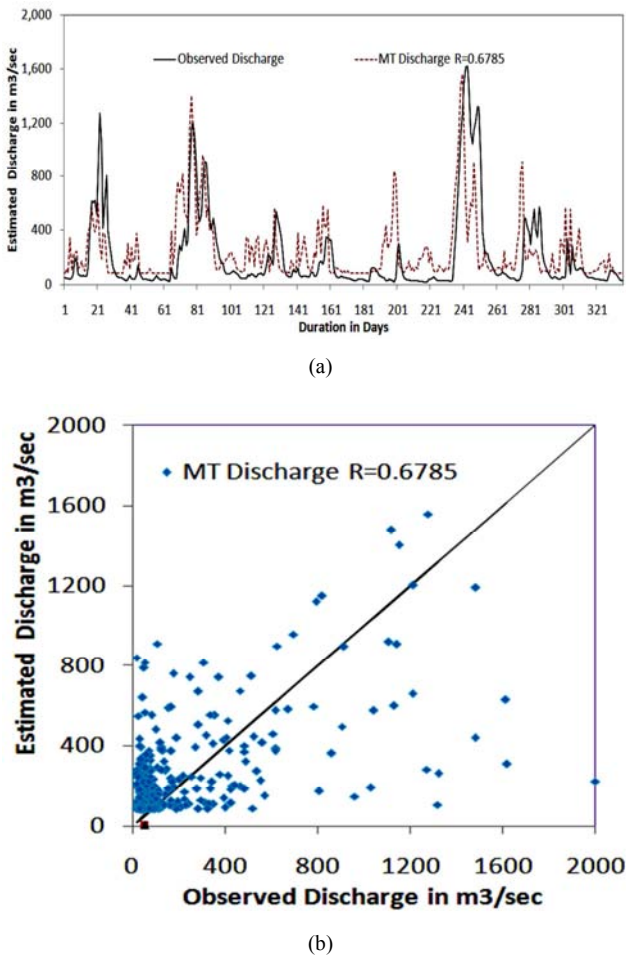 2,000
1,600
1,200
800
400
0
Estimated Discharge in m3/sec
Observed Discharge
MT Discharge R=0.6785
1 21 41 61 81 101 121 141 161 181 201 221 241 261 281 301 321
Duration in Days
(a)
2000
1600
1200
800
400
0
Estimated Discharge in m3/sec
MT Discharge R=0.6785
0 400 800 1200 1600 2000
Observed Discharge in m3/sec
(b)